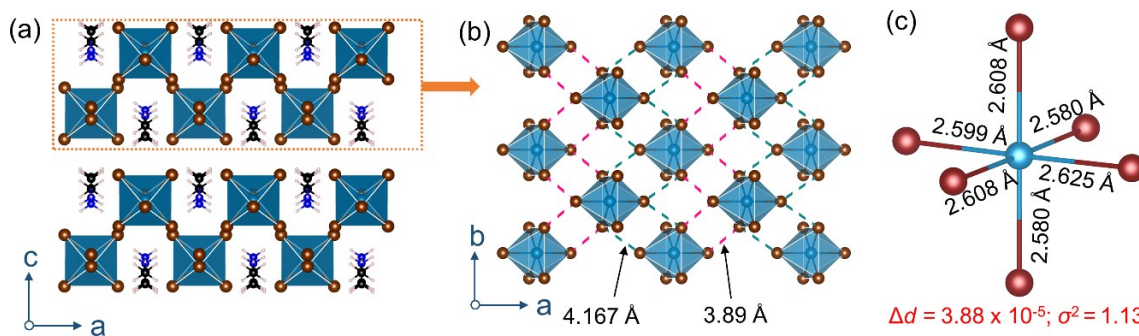 (a)
c
a
(b)
b
a
4.167 Å
3.89 Å
(c)
2.608 Å
2.580 Å
2.599 Å
2.625 Å
2.608 Å
2.580 Å
Δd = 3.88 x 10⁻⁵; σ² = 1.13